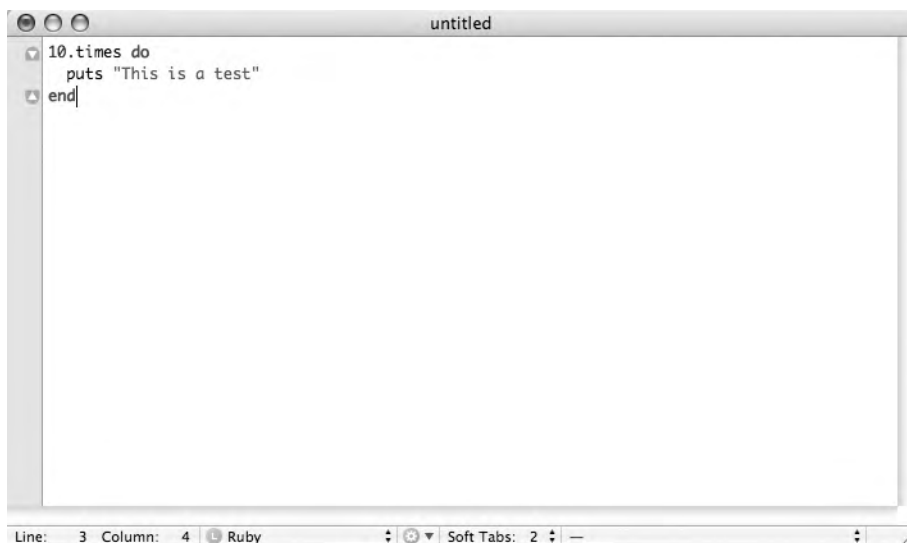 untitled
10.times do
  puts "This is a test"
end
Line: 3 Column: 4 L Ruby Soft Tabs: 2 —